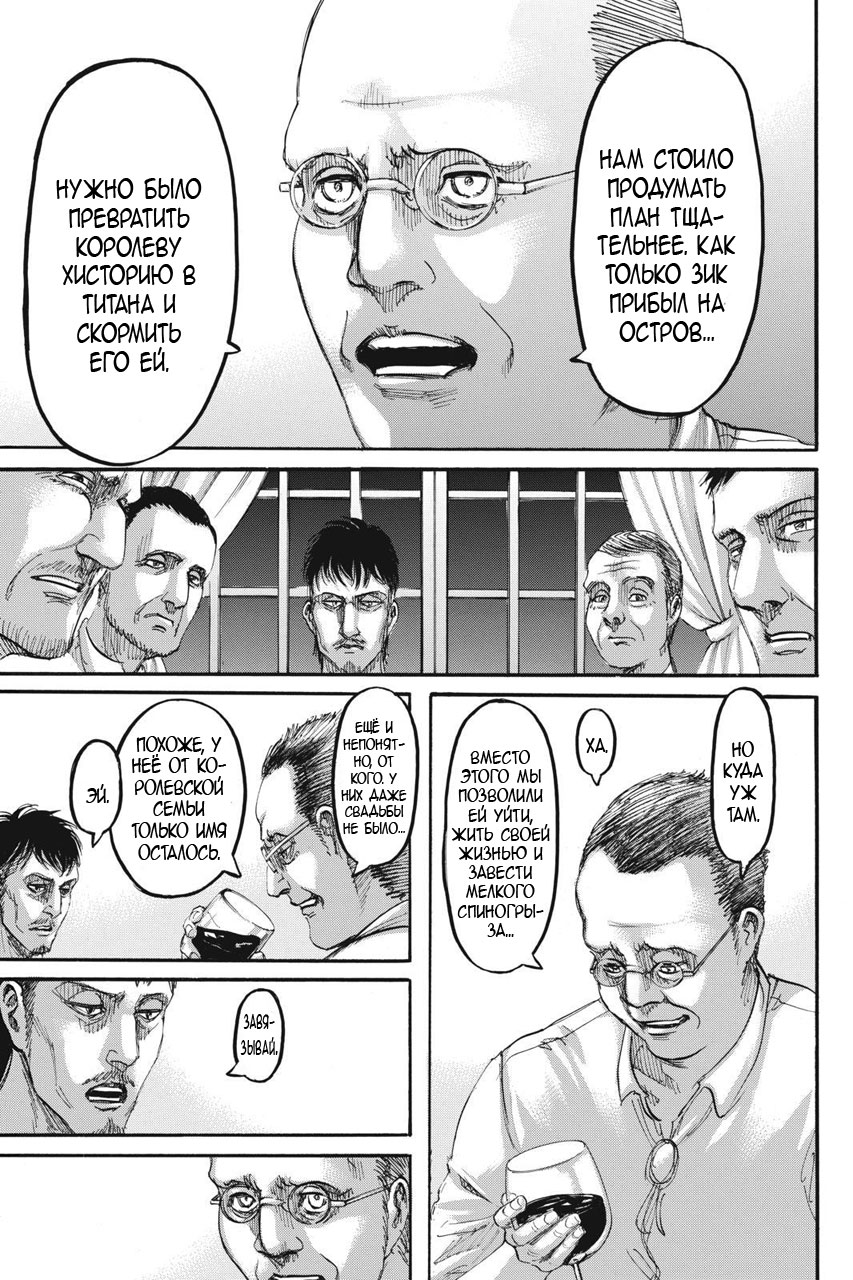 НАМ СТОИЛО
ПРОДУМАТЬ
ПЛАН ТЩА-
ТЕЛЬНЕЕ. КАК
ТОЛЬКО ЗИК
ПРИБЫЛ НА
ОСТРОВ...
НУЖНО БЫЛО
ПРЕВРАТИТЬ
КОРОЛЕВУ
ХИСТОРИЮ В
ТИТАНА И
СКОРМИТЬ
ЕГО ЕЙ.
НО
КУДА
УЖ
ТАМ.
ХА.
ВМЕСТО
ЭТОГО МЫ
ПОЗВОЛИЛИ
ЕЙ УЙТИ,
ЖИТЬ СВОЕЙ
ЖИЗНЬЮ И
ЗАВЕСТИ
МЕЛКОГО
СПИНОГРЫ-
ЗА...
ЕЩЁ И
НЕПОНЯТ-
НО, ОТ
КОГО. У
НИХ ДАЖЕ
СВАДЬБЫ
НЕ БЫЛО...
ПОХОЖЕ, У
НЕЁ ОТ КО-
РОЛЕВСКОЙ
СЕМЬИ
ТОЛЬКО ИМЯ
ОСТАЛОСЬ.
ЭЙ.
ЗАВЯ-
ЗЫВАЙ.